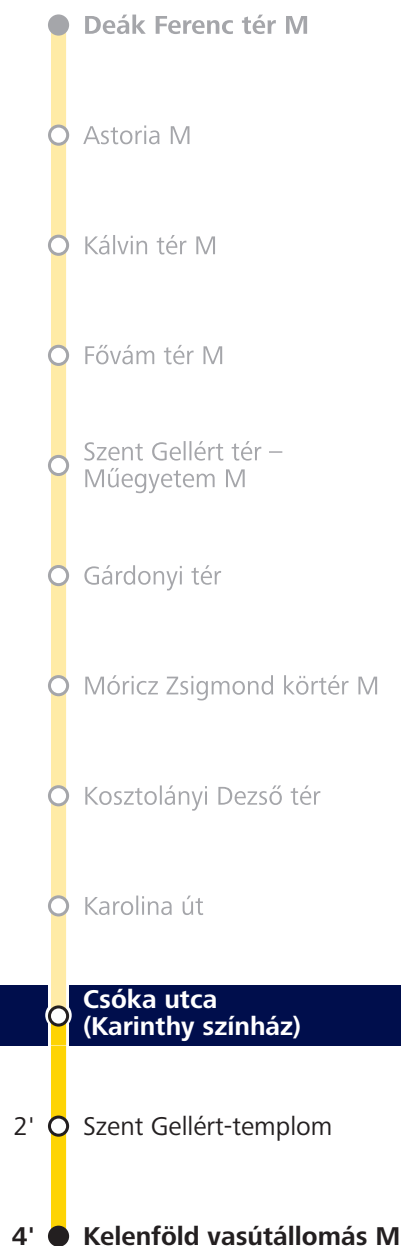 Deák Ferenc tér M
Astoria M
Kálvin tér M
Fővám tér M
Szent Gellért tér –
Műegyetem M
Gárdonyi tér
Móricz Zsigmond körtér M
Kosztolányi Dezső tér
Karolina út
Csóka utca
(Karinthy színház)
2' Szent Gellért-templom
4' Kelenföld vasútállomás M